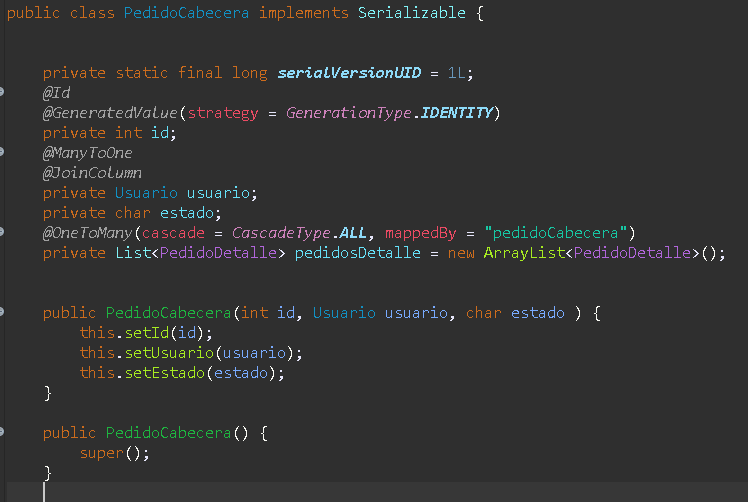 public class PedidoCabecera implements Serializable {
private static final long serialVersionUID = 1L;
@Id
@GeneratedValue(strategy = GenerationType.IDENTITY)
private int id;
@ManyToOne
@JoinColumn
private Usuario usuario;
private char estado;
@OneToMany(cascade = CascadeType.ALL, mappedBy = "pedidoCabecera")
private List<PedidoDetalle> pedidosDetalle = new ArrayList<PedidoDetalle>();
public PedidoCabecera(int id, Usuario usuario, char estado ) {
this.setId(id);
this.setUsuario(usuario);
this.setEstado(estado);
}
public PedidoCabecera() {
super();
}